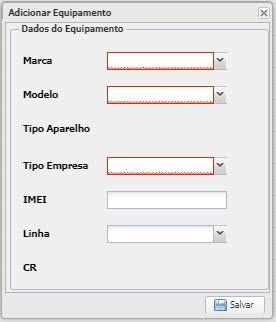 Adicionar Equipamento
Dados do Equipamento
Marca
Modelo
Tipo Aparelho
Tipo Empresa
IMEI
Linha
CR
Salvar